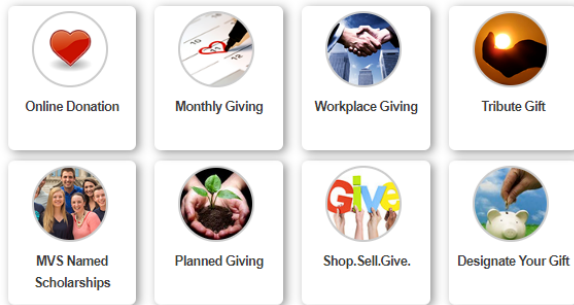 Online Donation
Monthly Giving
Workplace Giving
Tribute Gift
Give
MVS Named
Scholarships
Planned Giving
Shop.Sell.Give.
Designate Your Gift